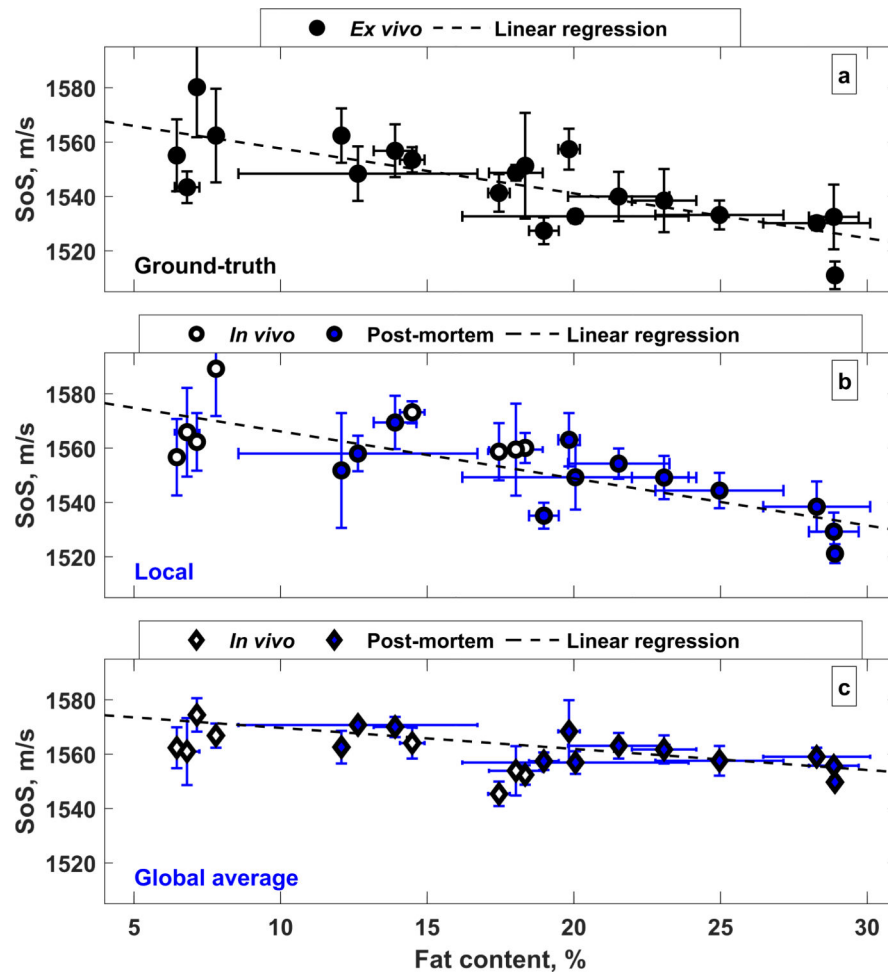 Ex vivo Linear regression
a
SoS, m/s
1580
1560
1540
1520
Ground-truth
In vivo Post-mortem Linear regression
b
SoS, m/s
1580
1560
1540
1520
Local
In vivo Post-mortem Linear regression
c
SoS, m/s
1580
1560
1540
1520
Global average
5 10 15 20 25 30
Fat content, %